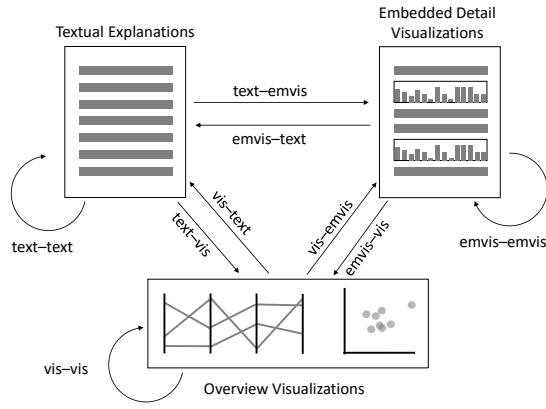 Textual Explanations
Embedded Detail
Visualizations
text–emvis
emvis–text
text–text
vis–text
text–vis
vis–emvis
emvis–vis
emvis–emvis
vis–vis
Overview Visualizations